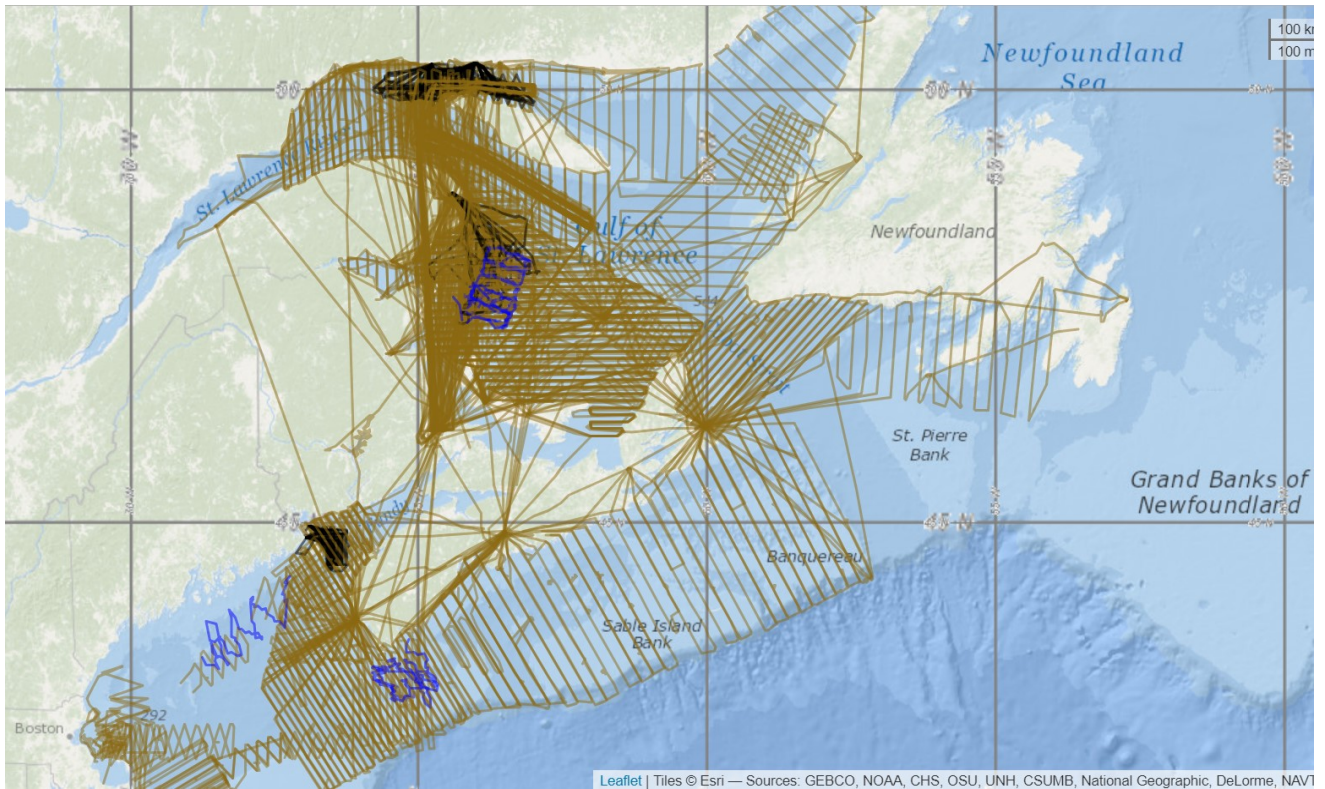 100 km
100 m
Newfoundland
Sea
50
50 N
70 W
55 W
St. Lawrence River
Gulf of
Lawrence
Newfoundland
St. Pierre
Bank
Grand Banks of
Newfoundland
45
45 N
Banquereau
Sable Island
Bank
292
Boston
Leaflet | Tiles © Esri — Sources: GEBCO, NOAA, CHS, OSU, UNH, CSUMB, National Geographic, DeLorme, NAVT